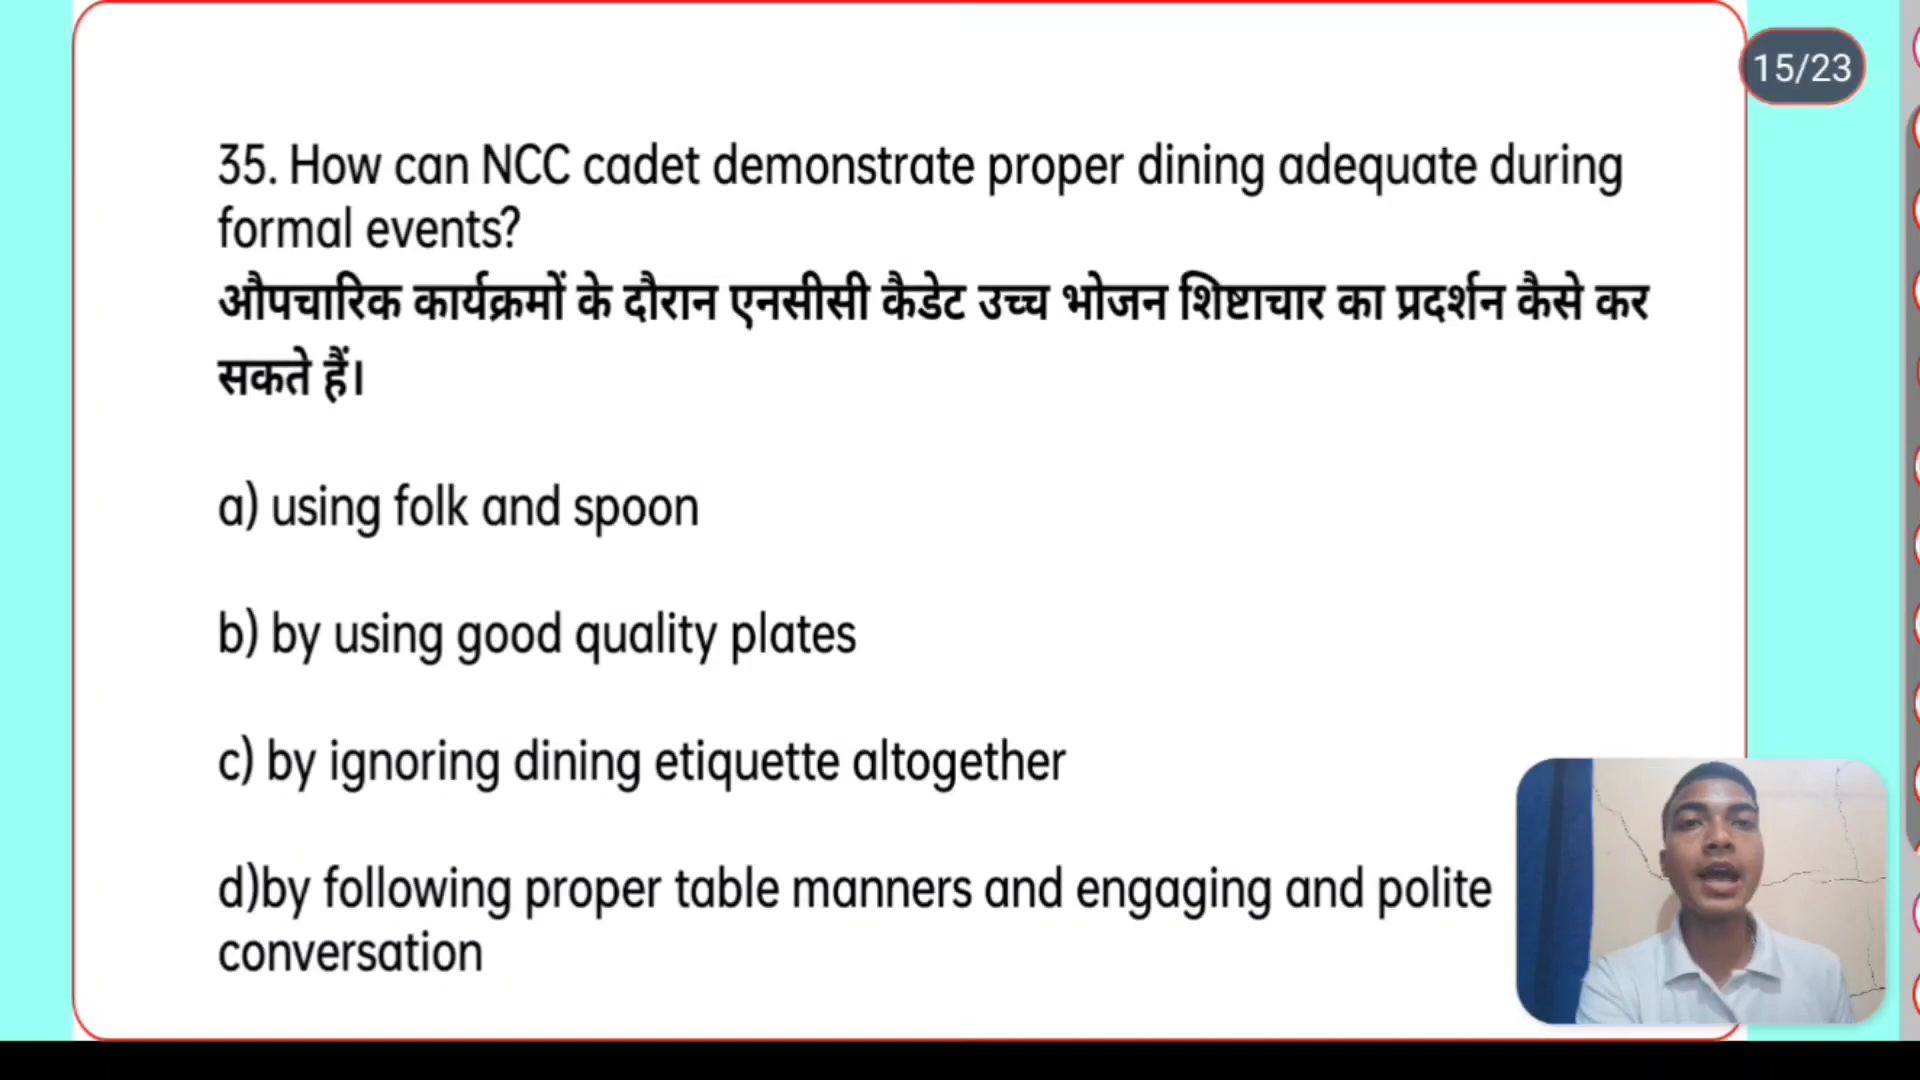 15/23
35. How can NCC cadet demonstrate proper dining adequate during
formal events?
औपचारिक कार्यक्रमों के दौरान एनसीसी कैडेट उच्च भोजन शिष्टाचार का प्रदर्शन कैसे कर
सकते हैं।
a) using folk and spoon
b) by using good quality plates
c) by ignoring dining etiquette altogether
d)by following proper table manners and engaging and polite
conversation